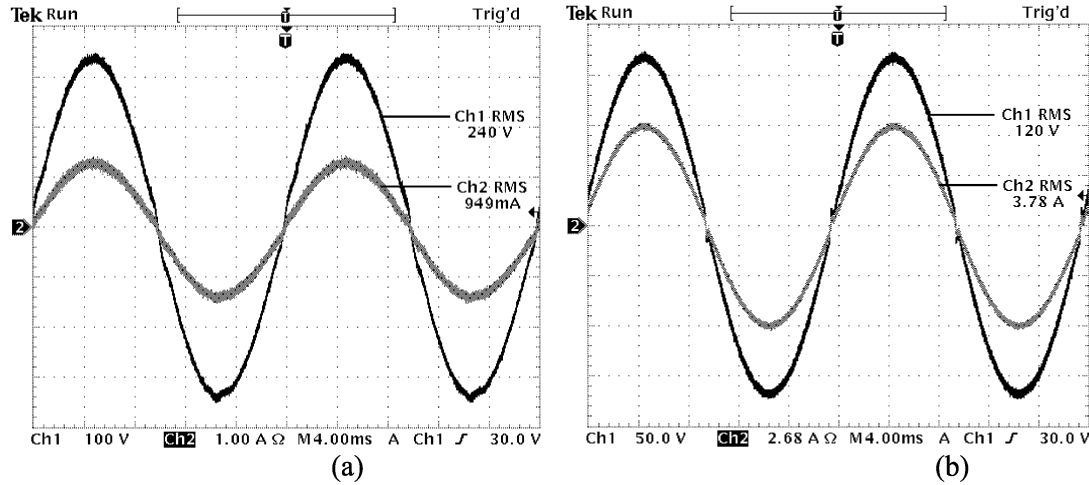 Tek Run Trig'd
T
T
Ch1 RMS
240 V
Ch2 RMS
949mA
2
Ch1 100 V Ch2 1.00 A Ω M4.00ms A Ch1 30.0 V
(a)
Tek Run Trig'd
T
T
Ch1 RMS
120 V
Ch2 RMS
3.78 A
2
Ch1 50.0 V Ch2 2.68 A Ω M4.00ms A Ch1 30.0 V
(b)